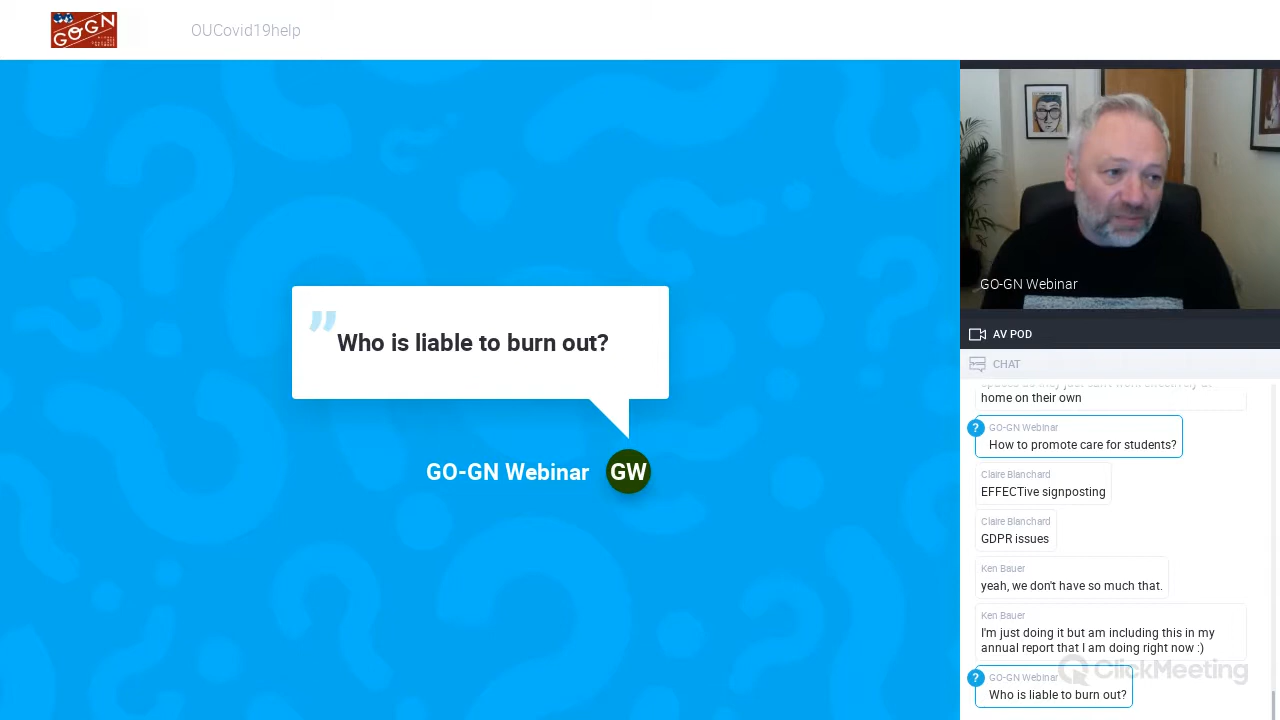 GO GN
OUCovid19help
"
Who is liable to burn out?
GO-GN Webinar GW
GO-GN Webinar
AV POD
CHAT
home on their own
?
GO-GN Webinar
How to promote care for students?
Claire Blanchard
EFFECTive signposting
Claire Blanchard
GDPR issues
Ken Bauer
yeah, we don't have so much that.
Ken Bauer
I'm just doing it but am including this in my
annual report that I am doing right now :)
ClickMeeting
?
GO-GN Webinar
Who is liable to burn out?